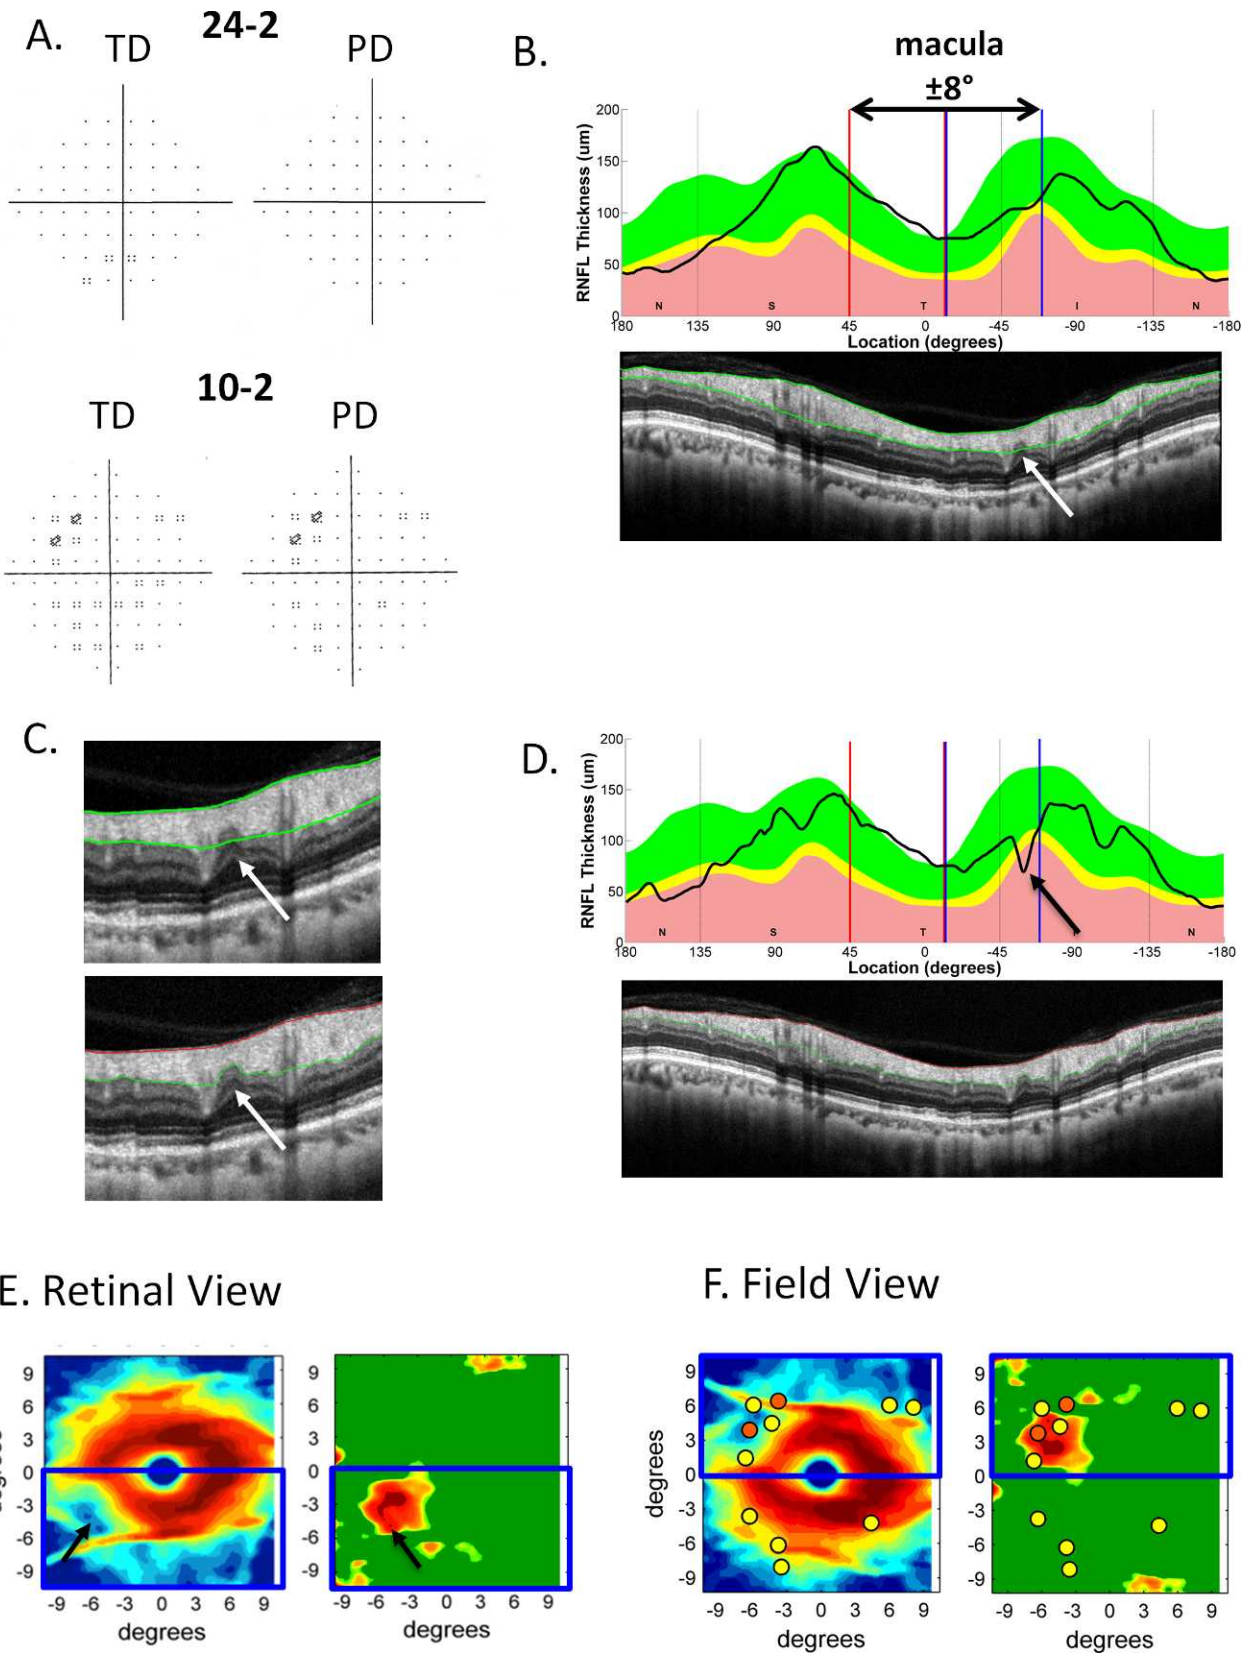 A.
24-2
TD
PD
10-2
TD
PD
B.
macula
±8°
RNFL Thickness (um)
200
150
100
50
0
N
S
T
I
N
180
135
90
45
0
-45
-90
-135
-180
Location (degrees)
C.
D.
RNFL Thickness (um)
200
150
100
50
0
N
S
T
N
180
135
90
45
0
-45
-90
-135
-180
Location (degrees)
E. Retinal View
9
6
3
0
-3
-6
-9
-9 -6 -3 0 3 6 9
degrees
9
6
3
0
-3
-6
-9
-9 -6 -3 0 3 6 9
degrees
F. Field View
degrees
9
6
3
0
-3
-6
-9
-9 -6 -3 0 3 6 9
degrees
9
6
3
0
-3
-6
-9
-9 -6 -3 0 3 6 9
degrees